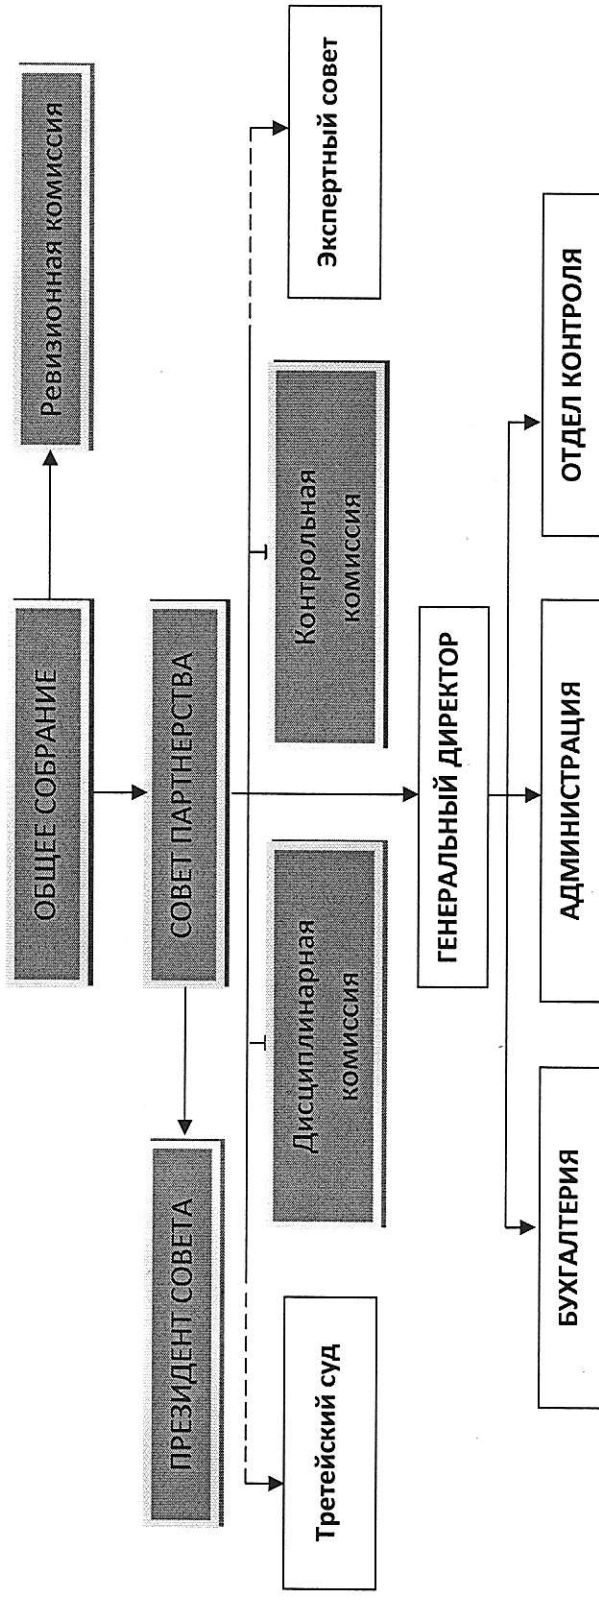 ОБЩЕЕ СОБРАНИЕ
Ревизионная комиссия
ПРЕЗИДЕНТ СОВЕТА
СОВЕТ ПАРТНЕРСТВА
Третейский суд
Дисциплинарная
комиссия
Контрольная
комиссия
Экспертный совет
ГЕНЕРАЛЬНЫЙ ДИРЕКТОР
БУХГАЛТЕРИЯ
АДМИНИСТРАЦИЯ
ОТДЕЛ КОНТРОЛЯ